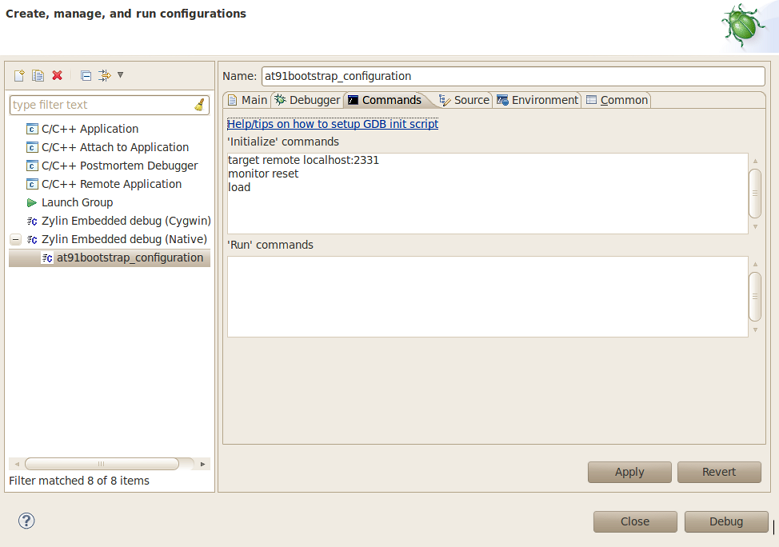 Create, manage, and run configurations
type filter text
C/C++ Application
C/C++ Attach to Application
C/C++ Postmortem Debugger
C/C++ Remote Application
Launch Group
Zylin Embedded debug (Cygwin)
Zylin Embedded debug (Native)
at91bootstrap_configuration
Filter matched 8 of 8 items
Name: at91bootstrap_configuration
Main Debugger Commands Source Environment Common
Help/tips on how to setup GDB init script
'Initialize' commands
target remote localhost:2331
monitor reset
load
'Run' commands
Apply Revert
Close Debug